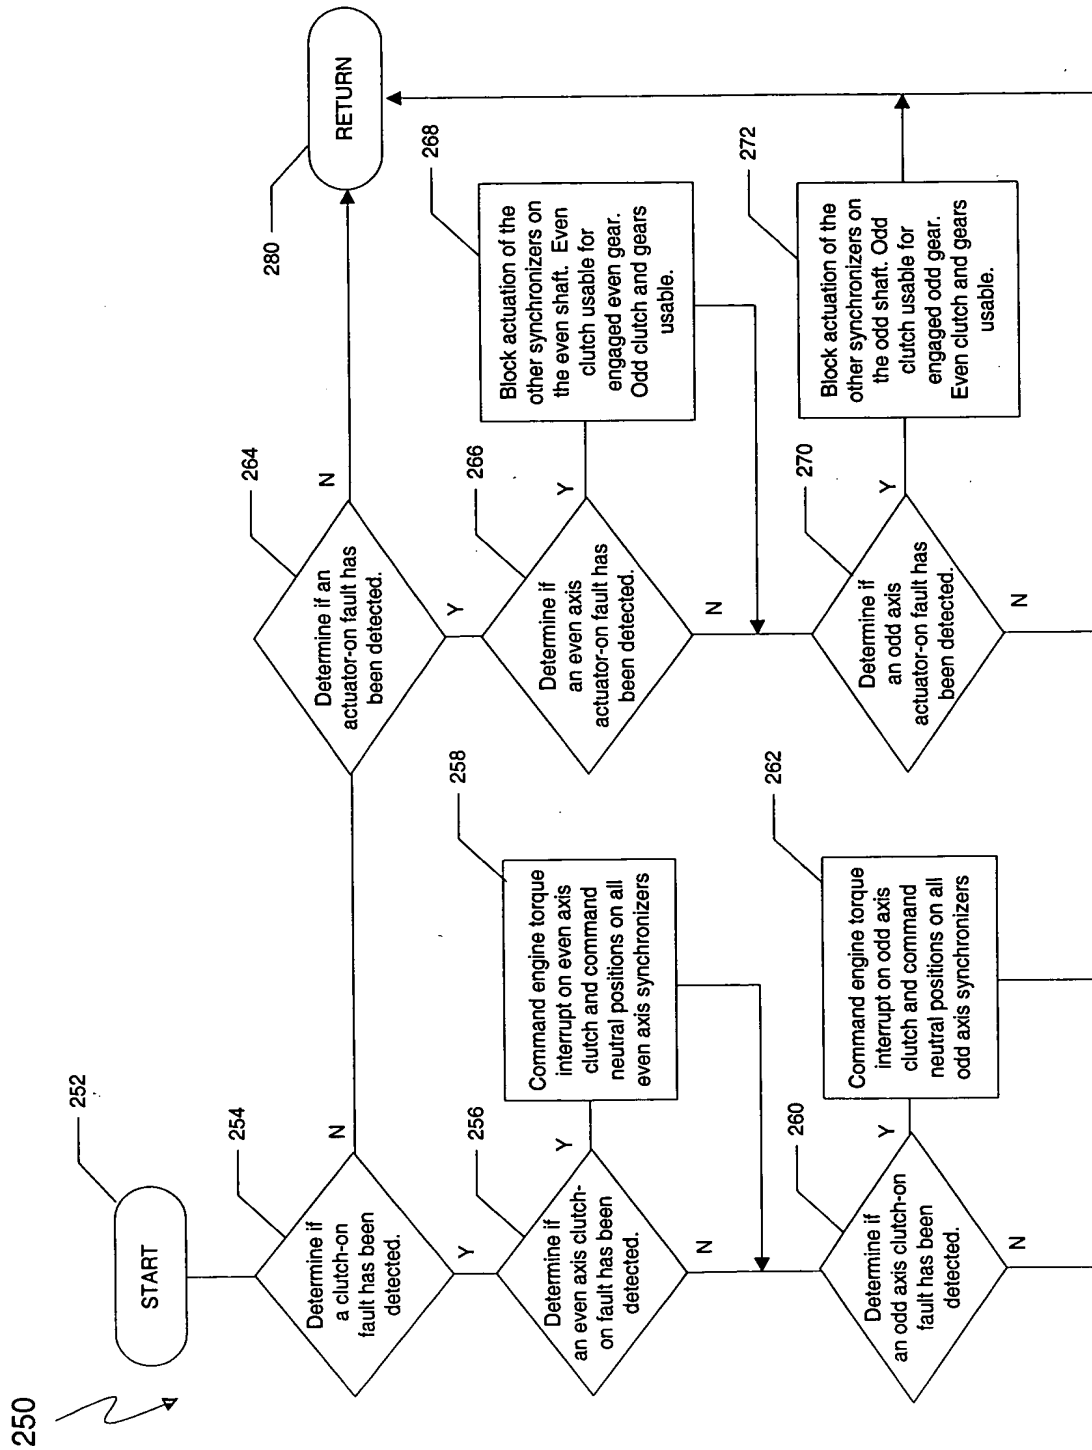 250
START
252
Determine if
a clutch-on
fault has been
detected.
254
N
Y
Determine if
an even axis clutch-
on fault has been
detected.
256
Y
N
Command engine torque
interrupt on even axis
clutch and command
neutral positions on all
even axis synchronizers
258
Determine if
an odd axis clutch-on
fault has been
detected.
260
Y
N
Command engine torque
interrupt on odd axis
clutch and command
neutral positions on all
odd axis synchronizers
262
Determine if an
actuator-on fault has
been detected.
264
N
Y
RETURN
280
Determine if
an even axis
actuator-on fault has
been detected.
266
Y
N
Block actuation of the
other synchronizers on
the even shaft. Even
clutch usable for
engaged even gear.
Odd clutch and gears
usable.
268
Determine if
an odd axis
actuator-on fault has
been detected.
270
Y
N
Block actuation of the
other synchronizers on
the odd shaft. Odd
clutch usable for
engaged odd gear.
Even clutch and gears
usable.
272